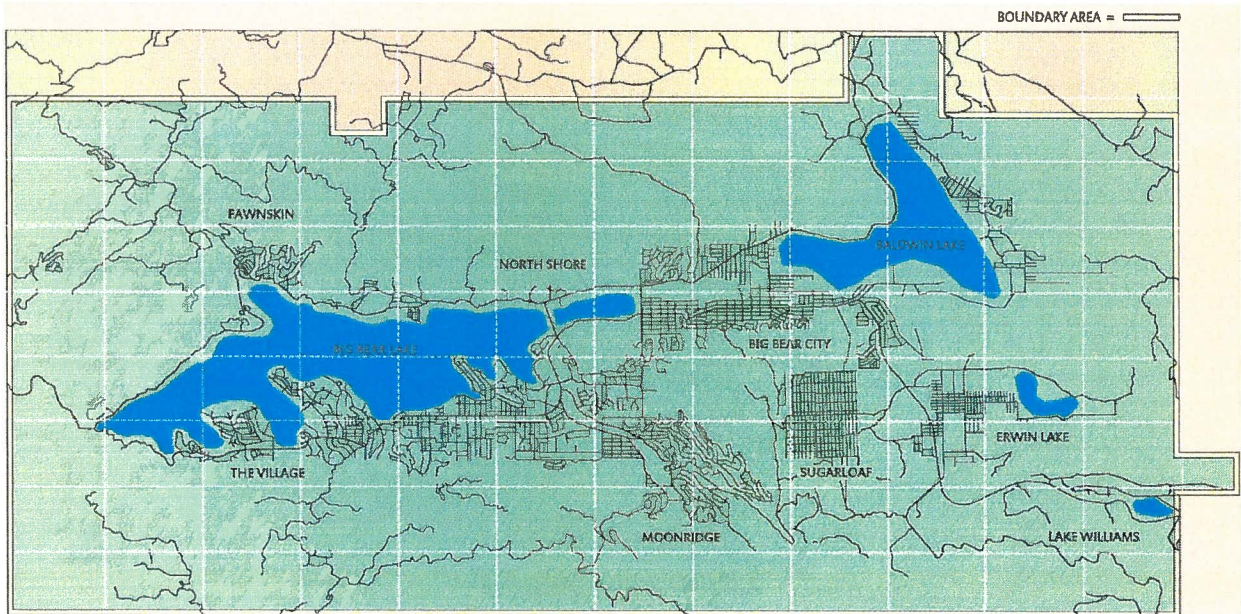 BOUNDARY AREA =
FAWNSKIN
BALDWIN LAKE
NORTH SHORE
BIG BEAR CITY
BIG BEAR LAKE
ERWIN LAKE
THE VILLAGE
SUGARLOAF
MOONRIDGE
LAKE WILLIAMS